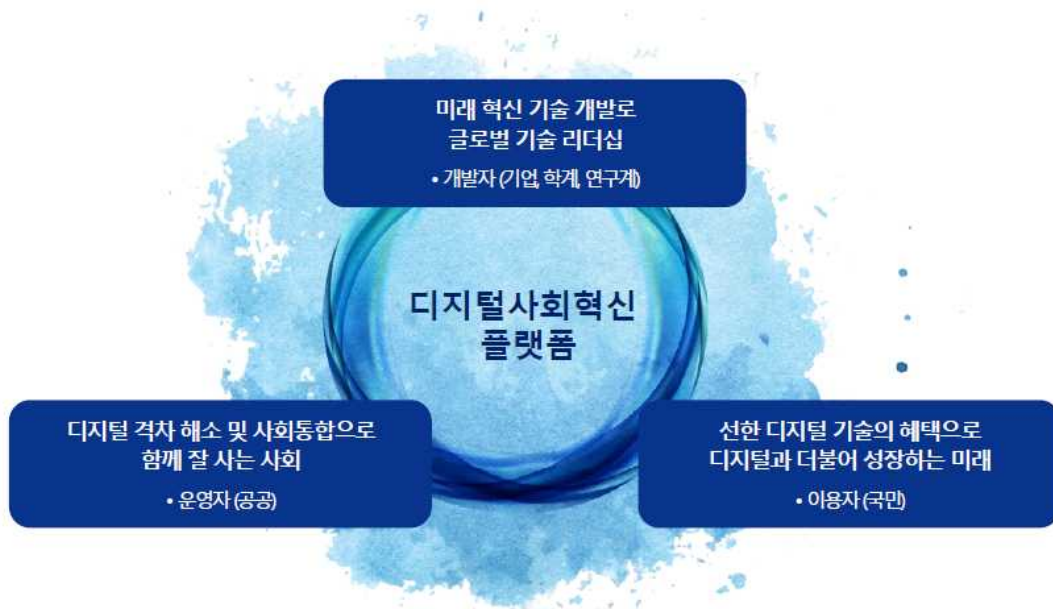 미래 혁신 기술 개발로
글로벌 기술 리더십
• 개발자 (기업, 학계, 연구계)
디지털사회혁신
플랫폼
디지털 격차 해소 및 사회통합으로
함께 잘 사는 사회
• 운영자 (공공)
선한 디지털 기술의 혜택으로
디지털과 더불어 성장하는 미래
• 이용자 (국민)